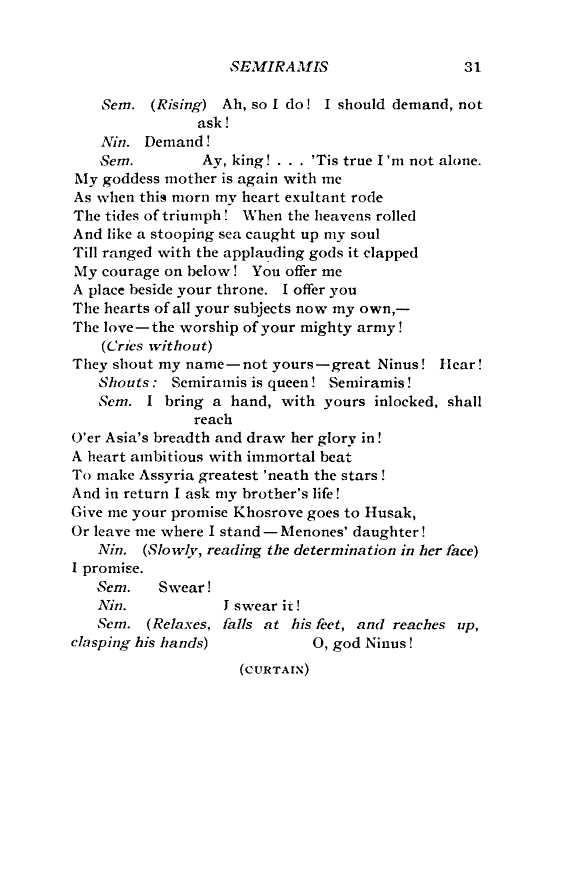 SEMIRAMIS 31
Sem. (Rising) Ah, so I do! I should demand, not
ask!
Nin. Demand!
Sem. Ay, king! . . . 'Tis true I'm not alone.
My goddess mother is again with me
As when this morn my heart exultant rode
The tides of triumph! When the heavens rolled
And like a stooping sea caught up my soul
Till ranged with the applauding gods it clapped
My courage on below! You offer me
A place beside your throne. I offer you
The hearts of all your subjects now my own,—
The love—the worship of your mighty army!
(Cries without)
They shout my name—not yours—great Ninus! Hear!
Shouts: Semiramis is queen! Semiramis!
Sem. I bring a hand, with yours inlocked, shall
reach
O'er Asia's breadth and draw her glory in!
A heart ambitious with immortal beat
To make Assyria greatest 'neath the stars!
And in return I ask my brother's life!
Give me your promise Khosrove goes to Husak,
Or leave me where I stand—Menones' daughter!
Nin. (Slowly, reading the determination in her face)
I promise.
Sem. Swear!
Nin. I swear it!
Sem. (Relaxes, falls at his feet, and reaches up,
clasping his hands) O, god Ninus!
(CURTAIN)